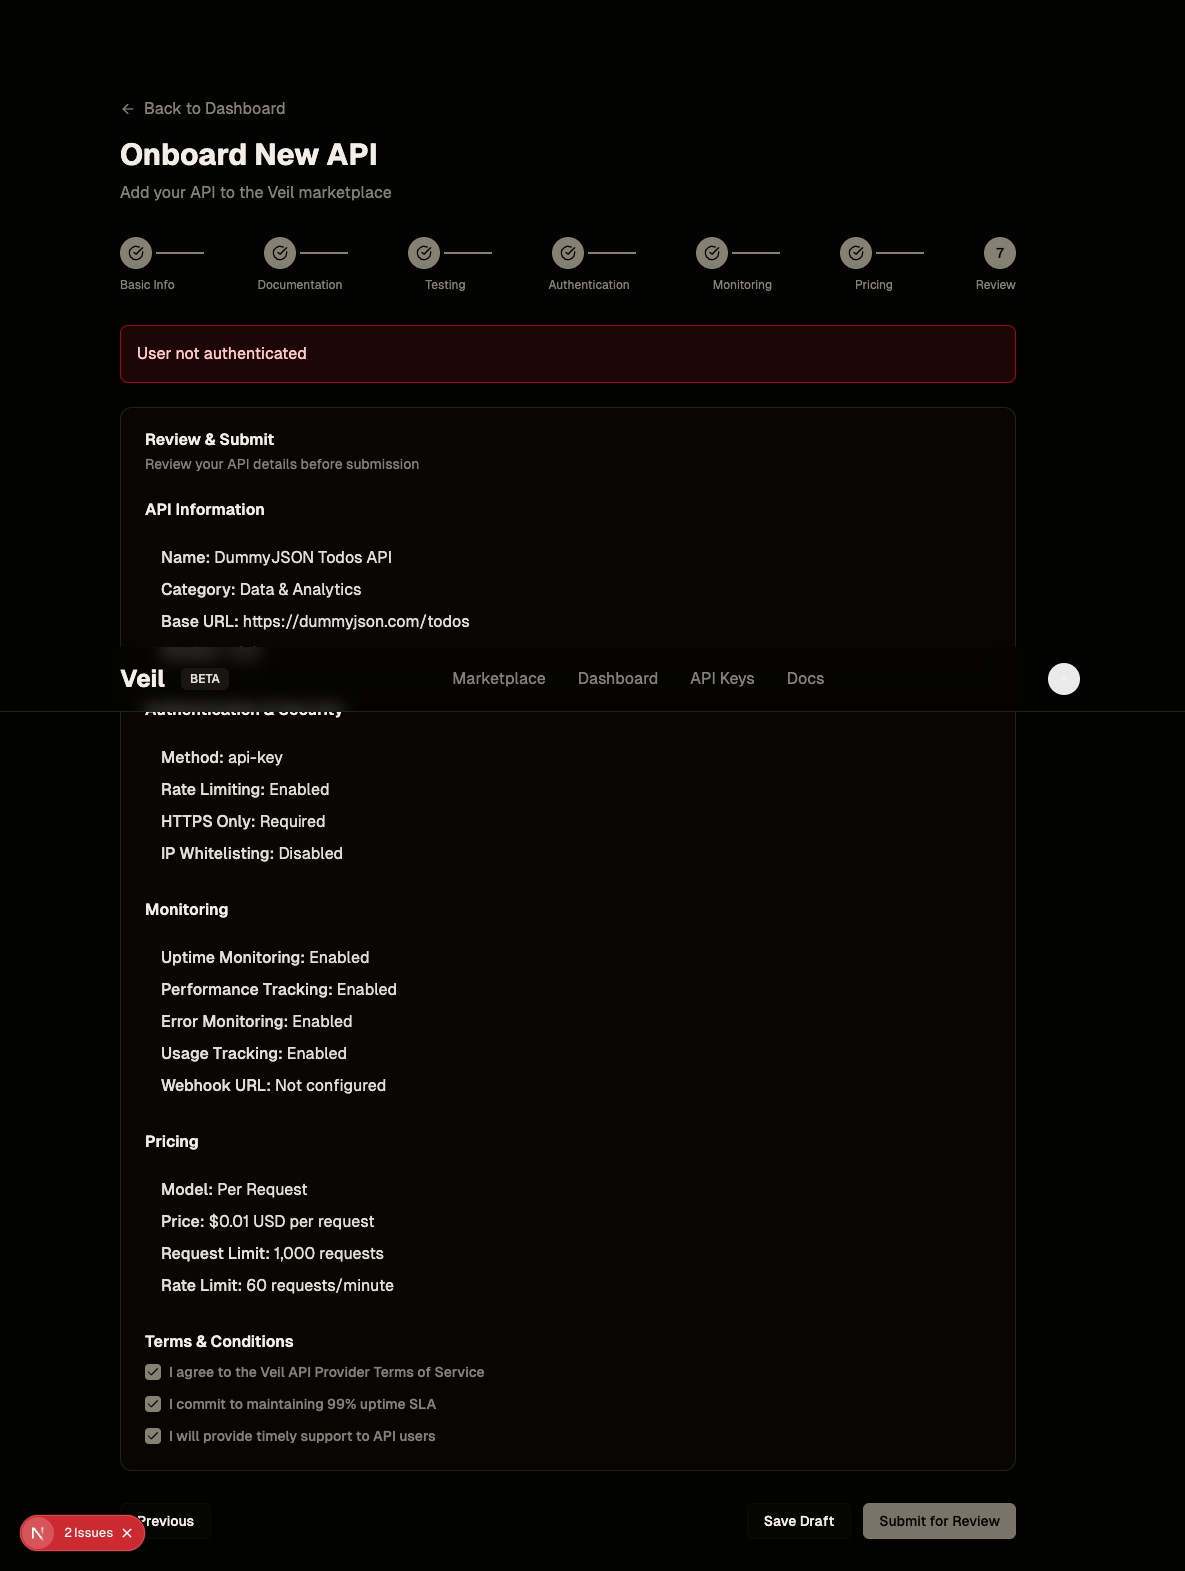 Back to Dashboard
Onboard New API
Add your API to the Veil marketplace
7
Basic Info Documentation Testing Authentication Monitoring Pricing Review
User not authenticated
Review & Submit
Review your API details before submission
API Information
Name: DummyJSON Todos API
Category: Data & Analytics
Base URL: https://dummyjson.com/todos
Veil BETA Marketplace Dashboard API Keys Docs
Authentication & Security
Method: api-key
Rate Limiting: Enabled
HTTPS Only: Required
IP Whitelisting: Disabled
Monitoring
Uptime Monitoring: Enabled
Performance Tracking: Enabled
Error Monitoring: Enabled
Usage Tracking: Enabled
Webhook URL: Not configured
Pricing
Model: Per Request
Price: $0.01 USD per request
Request Limit: 1,000 requests
Rate Limit: 60 requests/minute
Terms & Conditions
I agree to the Veil API Provider Terms of Service
I commit to maintaining 99% uptime SLA
I will provide timely support to API users
N 2 Issues Previous Save Draft Submit for Review